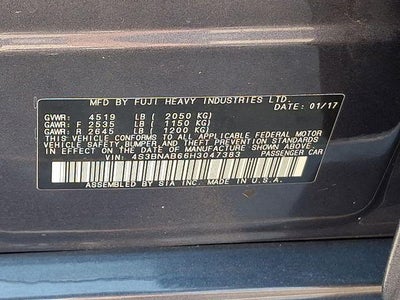 MFD BY FUJI HEAVY INDUSTRIES LTD.
DATE: 01/17
GVWR: 4519 LB ( 2050 KG)
GAWR: F 2535 LB ( 1150 KG)
GAWR: R 2645 LB ( 1200 KG)
THIS VEHICLE CONFORMS TO ALL APPLICABLE FEDERAL MOTOR
VEHICLE SAFETY, BUMPER, AND THEFT PREVENTION STANDARDS
IN EFFECT ON THE DATE OF MANUFACTURE SHOWN ABOVE.
VIN: 4S3BNAB66H3047383 PASSENGER CAR
ASSEMBLED BY SIA INC. MADE IN U.S.A.